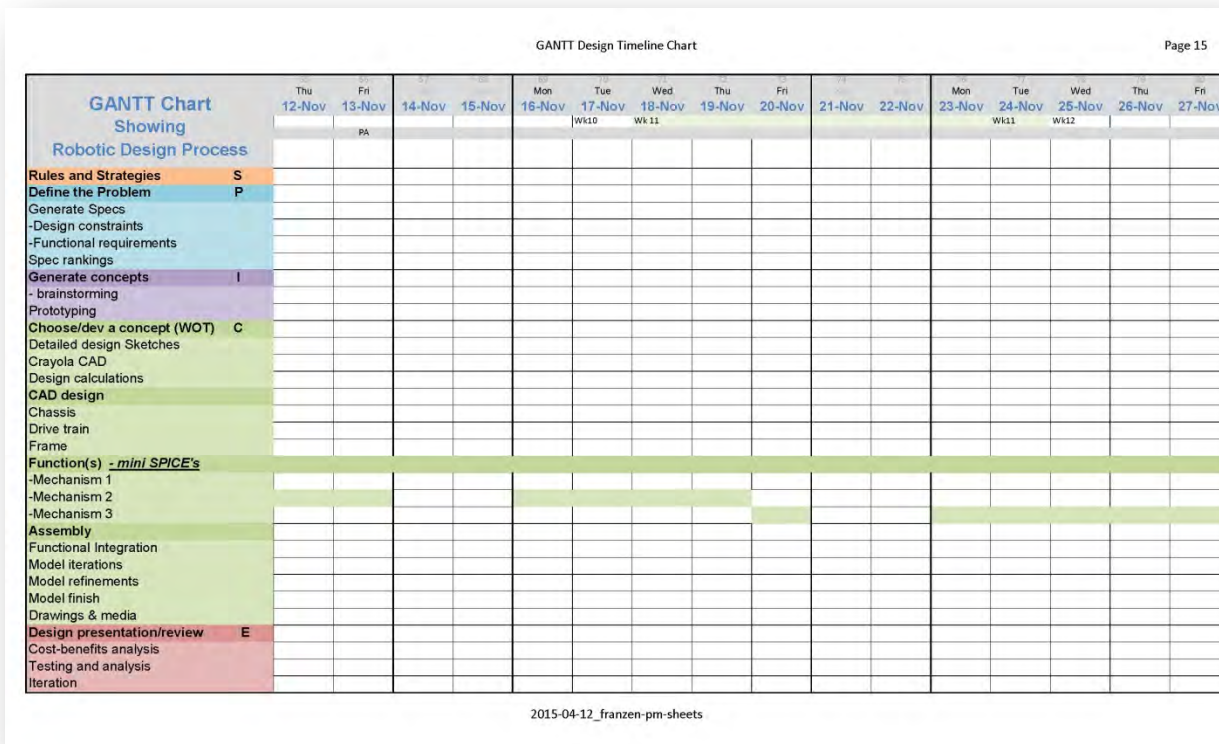 GANTT Design Timeline Chart Page 15
GANTT Chart
Showing
Robotic Design Process
Thu Fri Mon Tue Wed Thu Fri Mon Tue Wed Thu Fri
12-Nov 13-Nov 14-Nov 15-Nov 16-Nov 17-Nov 18-Nov 19-Nov 20-Nov 21-Nov 22-Nov 23-Nov 24-Nov 25-Nov 26-Nov 27-Nov
Wk10 Wk 11 Wk11 Wk12
PA
Rules and Strategies S
Define the Problem P
Generate Specs
-Design constraints
-Functional requirements
Spec rankings
Generate concepts I
- brainstorming
Prototyping
Choose/dev a concept (WOT) C
Detailed design Sketches
Crayola CAD
Design calculations
CAD design
Chassis
Drive train
Frame
Function(s) - mini SPICE's
-Mechanism 1
-Mechanism 2
-Mechanism 3
Assembly
Functional Integration
Model iterations
Model refinements
Model finish
Drawings & media
Design presentation/review E
Cost-benefits analysis
Testing and analysis
Iteration
2015-04-12_franzen-pm-sheets